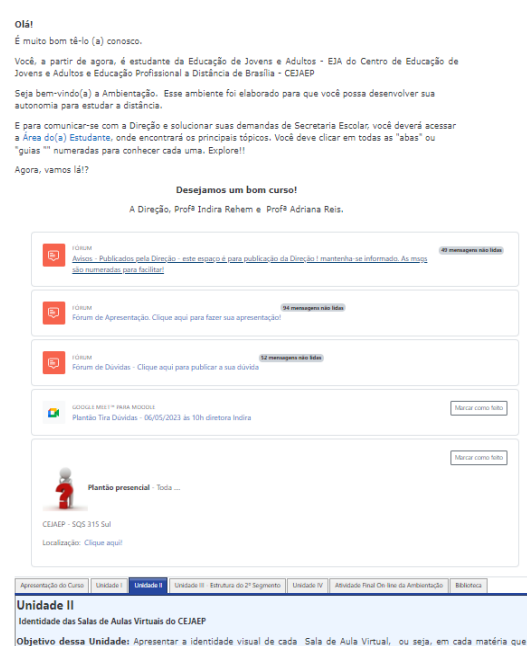 Olá!
É muito bom tê-lo (a) conosco.
Você, a partir de agora, é estudante da Educação de Jovens e Adultos - EJA do Centro de Educação de
Jovens e Adultos e Educação Profissional a Distância de Brasília - CEJAEP
Seja bem-vindo(a) a Ambientação. Esse ambiente foi elaborado para que você possa desenvolver sua
autonomia para estudar a distância.
E para comunicar-se com a Direção e solucionar suas demandas de Secretaria Escolar, você deverá acessar
a Área do(a) Estudante, onde encontrará os principais tópicos. Você deve clicar em todas as "abas" ou
"guias "" numeradas para conhecer cada uma. Explore!!
Agora, vamos lá!?
Desejamos um bom curso!
A Direção, Profª Indira Rehem e Profª Adriana Reis.
FÓRUM
49 mensagens não lidas
Avisos - Publicados pela Direção - este espaço é para publicação da Direção ! mantenha-se informado. As msgs
são numeradas para facilitar!
FÓRUM
94 mensagens não lidas
Fórum de Apresentação. Clique aqui para fazer sua apresentação!
FÓRUM
52 mensagens não lidas
Fórum de Dúvidas - Clique aqui para publicar a sua dúvida
GOOGLE MEET™ PARA MOODLE
Marcar como feito
Plantão Tira Dúvidas - 06/05/2023 às 10h diretora Indira
Marcar como feito
Plantão presencial - Toda ...
CEJAEP - SQS 315 Sul
Localização: Clique aqui!
Apresentação do Curso Unidade I Unidade II Unidade III - Estrutura do 2º Segmento Unidade IV Atividade Final On-line da Ambientação Biblioteca
Unidade II
Identidade das Salas de Aulas Virtuais do CEJAEP
Objetivo dessa Unidade: Apresentar a identidade visual de cada Sala de Aula Virtual, ou seja, em cada matéria que